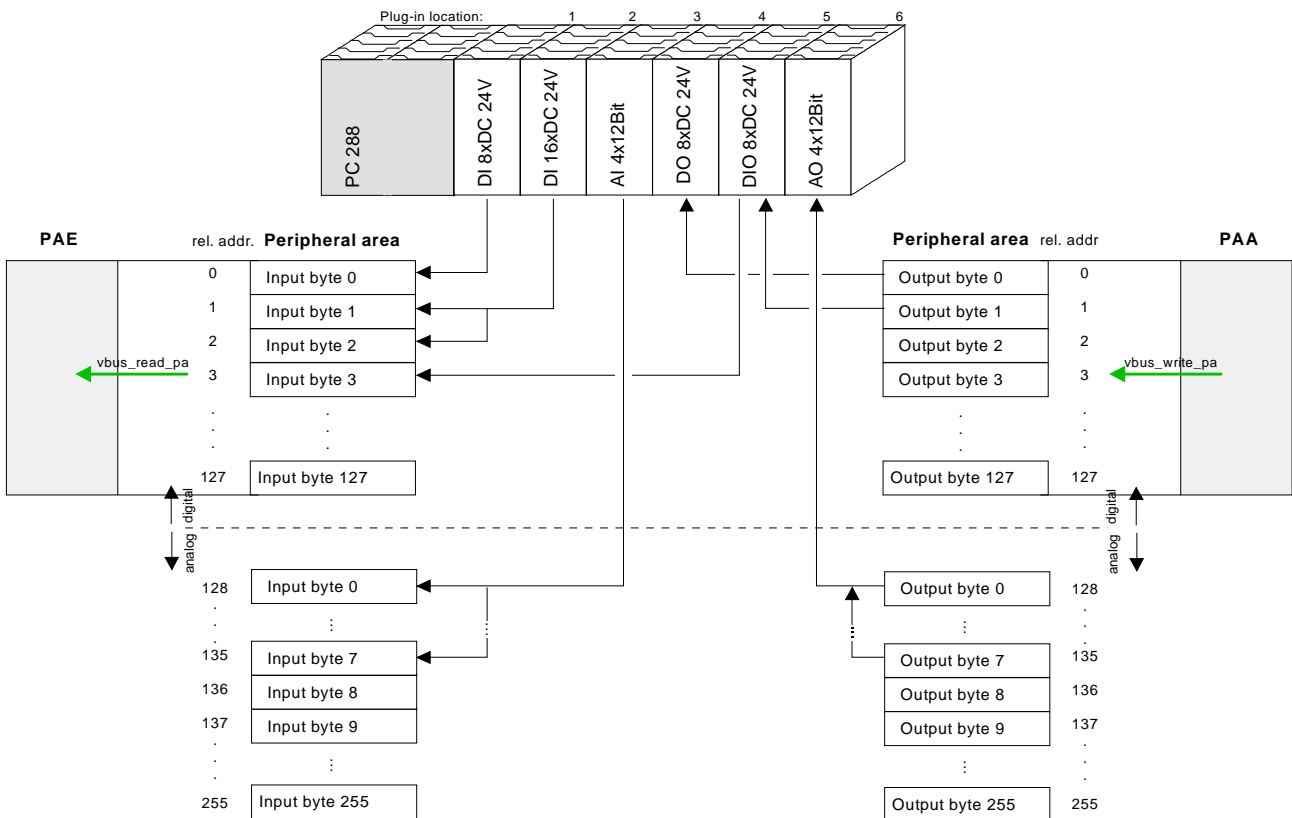 Plug-in location: 1 2 3 4 5 6
PC 288
DI 8xDC 24V
DI 16xDC 24V
AI 4x12Bit
DO 8xDC 24V
DIO 8xDC 24V
AO 4x12Bit
PAE rel. addr. Peripheral area
0 Input byte 0
1 Input byte 1
2 Input byte 2
vbus_read_pa
3 Input byte 3
. .
. .
. .
127 Input byte 127
digital
analog
128 Input byte 0
. ...
.
.
135 Input byte 7
136 Input byte 8
137 Input byte 9
. ...
.
.
255 Input byte 255
Peripheral area rel. addr PAA
Output byte 0 0
Output byte 1 1
Output byte 2 2
vbus_write_pa
Output byte 3 3
. .
. .
. .
Output byte 127 127
digital
analog
Output byte 0 128
... .
.
.
Output byte 7 135
Output byte 8 136
Output byte 9 137
... .
.
.
Output byte 255 255